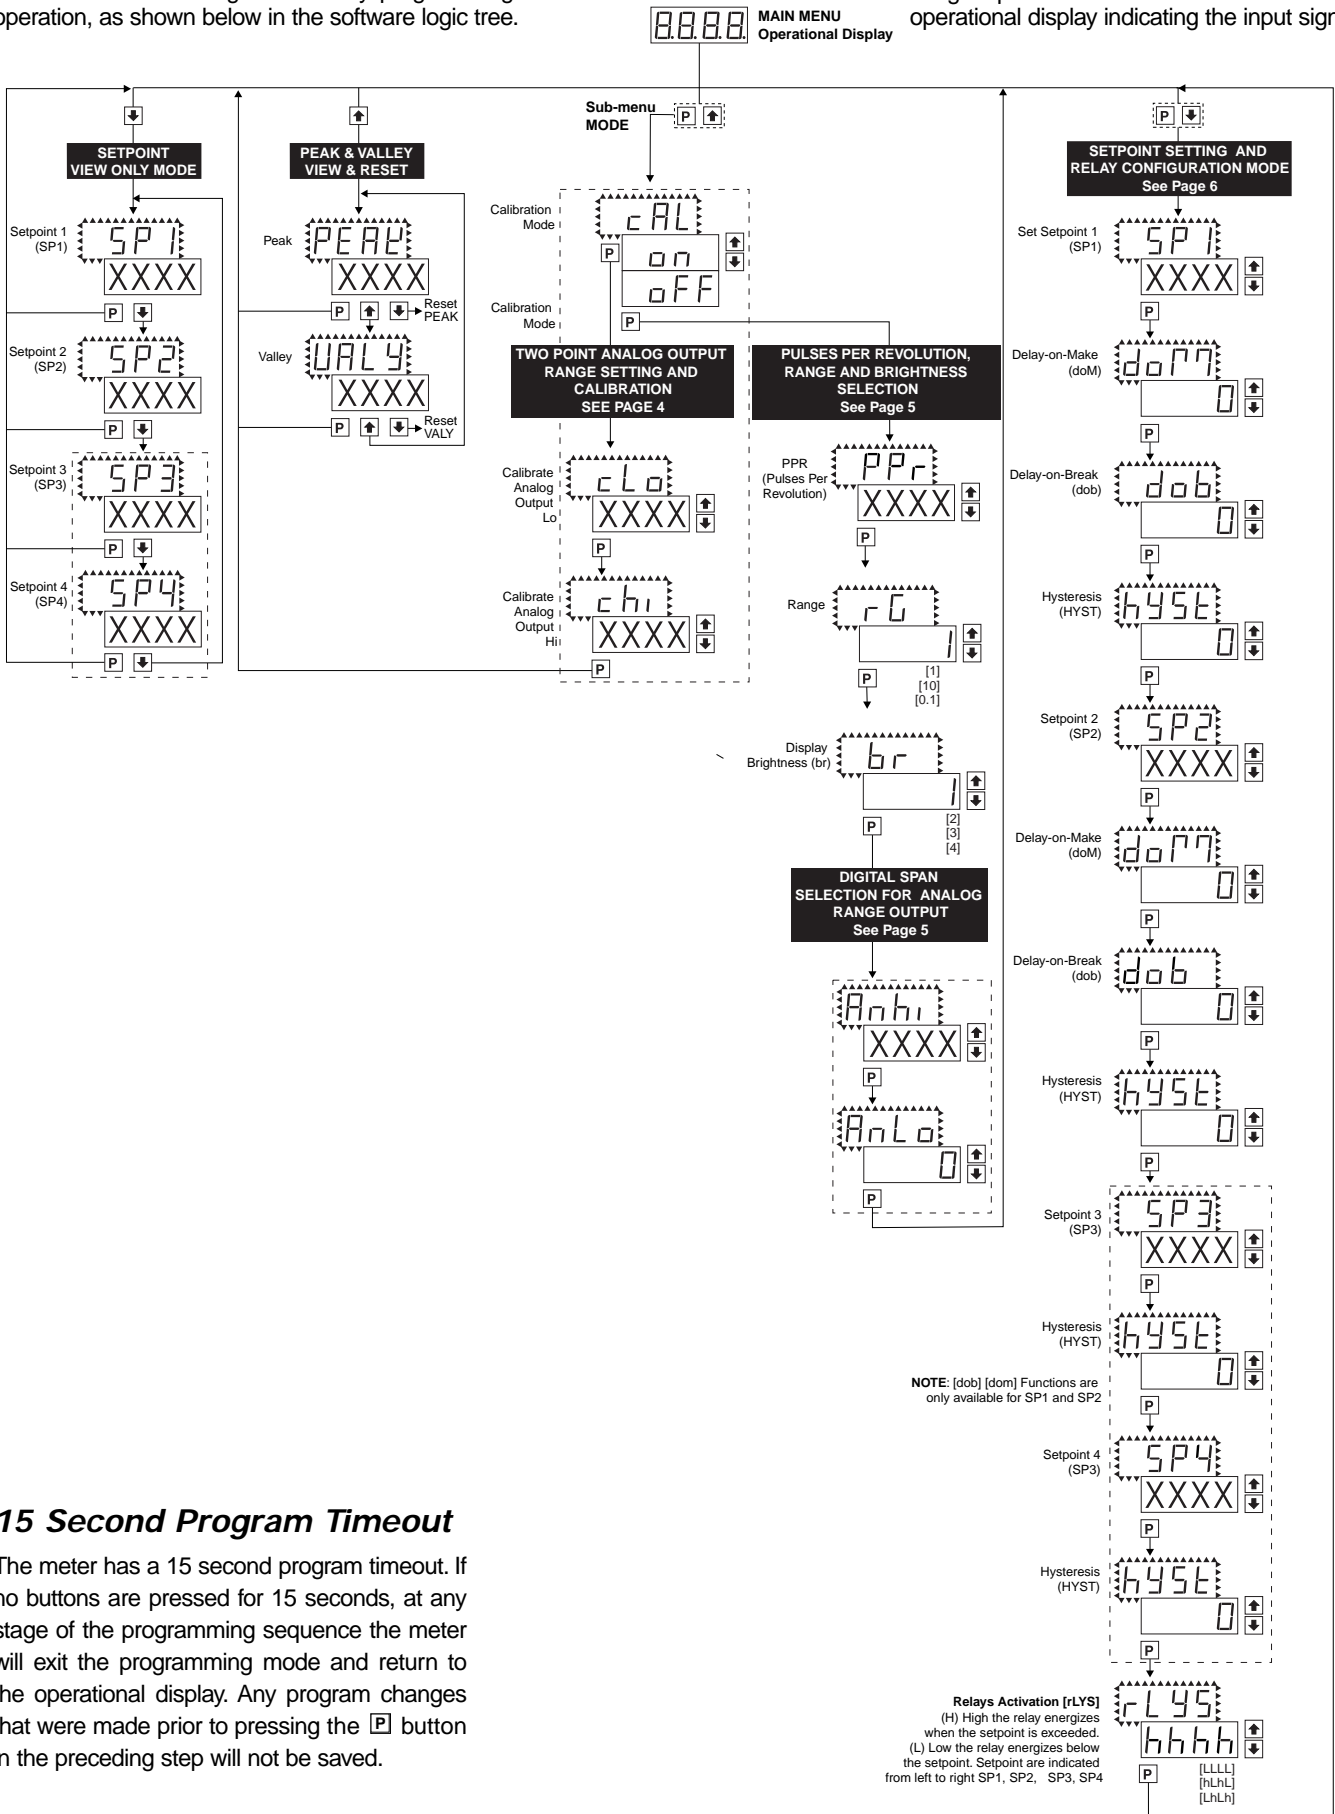 operation, as shown below in the software logic tree.
8.8.8.8.
MAIN MENU
Operational Display
operational display indicating the input
Sub-menu
MODE
P
P
SETPOINT
VIEW ONLY MODE
Setpoint 1
(SP1)
SP1
XXXX
P
Setpoint 2
(SP2)
SP2
XXXX
P
Setpoint 3
(SP3)
SP3
XXXX
P
Setpoint 4
(SP4)
SP4
XXXX
P
PEAK & VALLEY
VIEW & RESET
Peak
PEAK
XXXX
P
Reset
PEAK
Valley
VALY
XXXX
P
Reset
VALY
Calibration
Mode
cAL
P
on
oFF
Calibration
Mode
P
TWO POINT ANALOG OUTPUT
RANGE SETTING AND
CALIBRATION
SEE PAGE 4
Calibrate
Analog
Output
Lo
cLo
XXXX
P
Calibrate
Analog
Output
Hi
chi
XXXX
P
PULSES PER REVOLUTION,
RANGE AND BRIGHTNESS
SELECTION
See Page 5
PPR
(Pulses Per
Revolution)
PPr
XXXX
P
Range
rG
1
P
[1]
[10]
[0.1]
Display
Brightness (br)
br
1
P
[2]
[3]
[4]
DIGITAL SPAN
SELECTION FOR ANALOG
RANGE OUTPUT
See Page 5
Anhi
XXXX
P
AnLo
0
P
SETPOINT SETTING AND
RELAY CONFIGURATION MODE
See Page 6
Set Setpoint 1
(SP1)
SP1
XXXX
P
Delay-on-Make
(doM)
doM
0
P
Delay-on-Break
(dob)
dob
0
P
Hysteresis
(HYST)
hYSt
0
P
Setpoint 2
(SP2)
SP2
XXXX
P
Delay-on-Make
(doM)
doM
0
P
Delay-on-Break
(dob)
dob
0
P
Hysteresis
(HYST)
hYSt
0
P
Setpoint 3
(SP3)
SP3
XXXX
P
Hysteresis
(HYST)
hYSt
0
NOTE: [dob] [dom] Functions are
only available for SP1 and SP2
P
Setpoint 4
(SP3)
SP4
XXXX
P
Hysteresis
(HYST)
hYSt
0
P
Relays Activation [rLYS]
(H) High the relay energizes
when the setpoint is exceeded.
(L) Low the relay energizes below
the setpoint. Setpoint are indicated
from left to right SP1, SP2, SP3, SP4
rLYS
hhhh
P
[LLLL]
[hLhL]
[LhLh]
15 Second Program Timeout
The meter has a 15 second program timeout. If
no buttons are pressed for 15 seconds, at any
stage of the programming sequence the meter
will exit the programming mode and return to
the operational display. Any program changes
that were made prior to pressing the P button
in the preceding step will not be saved.